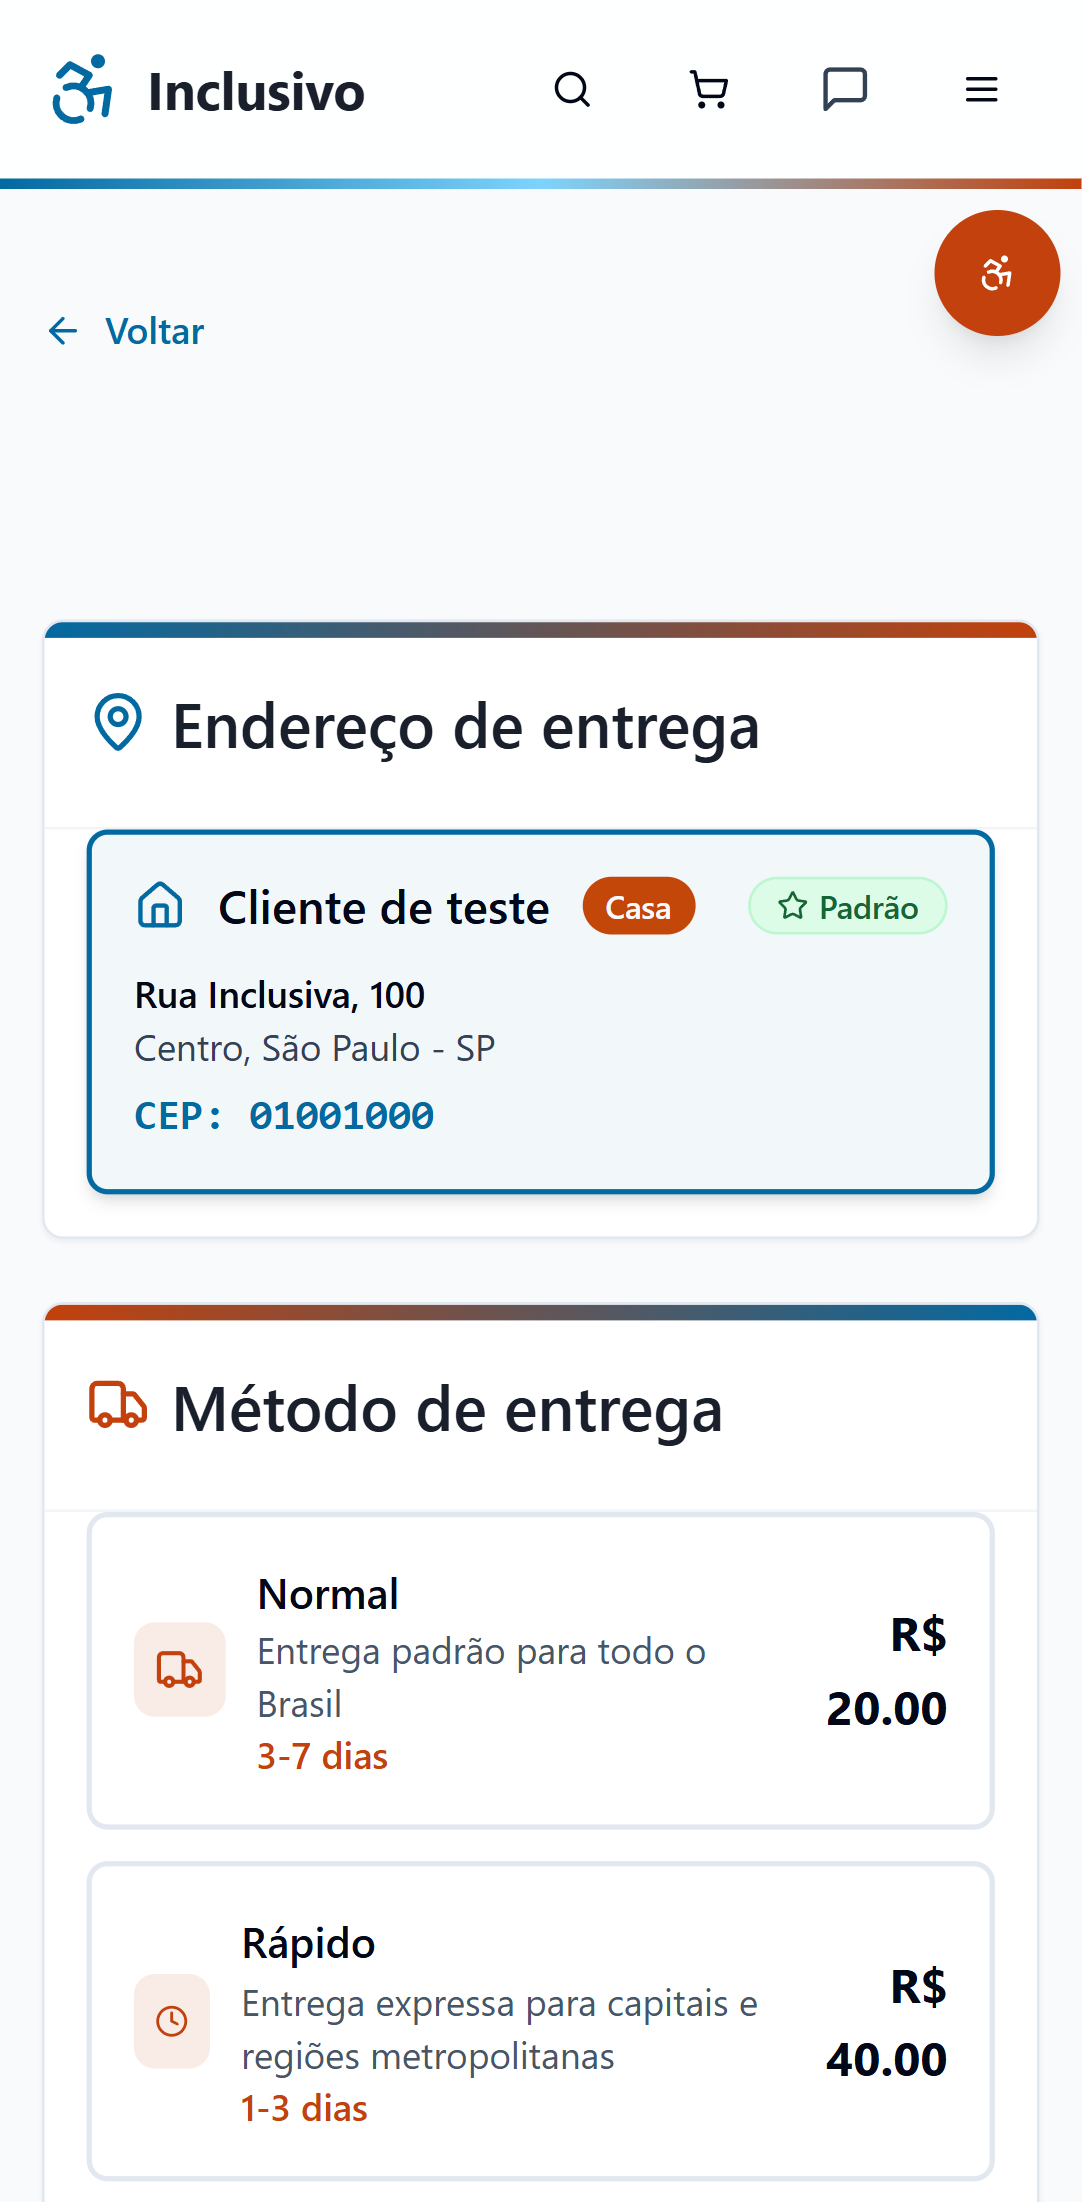 Inclusivo
Voltar
Endereço de entrega
Cliente de teste Casa Padrão
Rua Inclusiva, 100
Centro, São Paulo - SP
CEP: 01001000
Método de entrega
Normal
Entrega padrão para todo o
Brasil
3-7 dias
R$
20.00
Rápido
Entrega expressa para capitais e
regiões metropolitanas
1-3 dias
R$
40.00